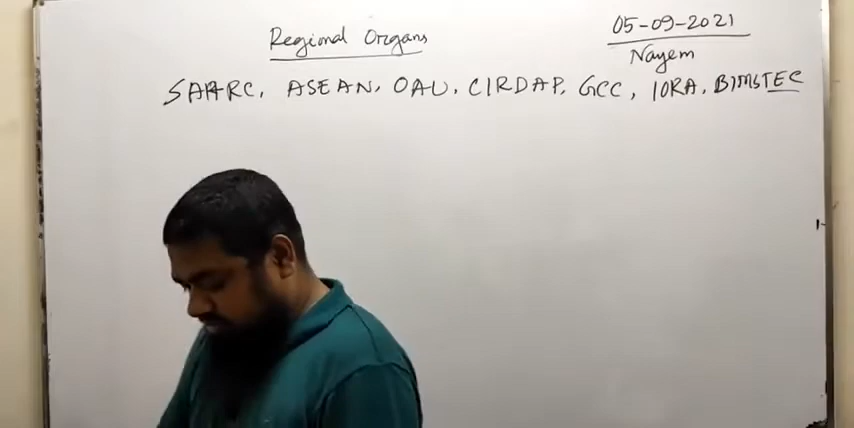 Regional Organs
05-09-2021
Nayem
SAARC, ASEAN, OAU, CIRDAP, GCC, IORA, BIMSTEC